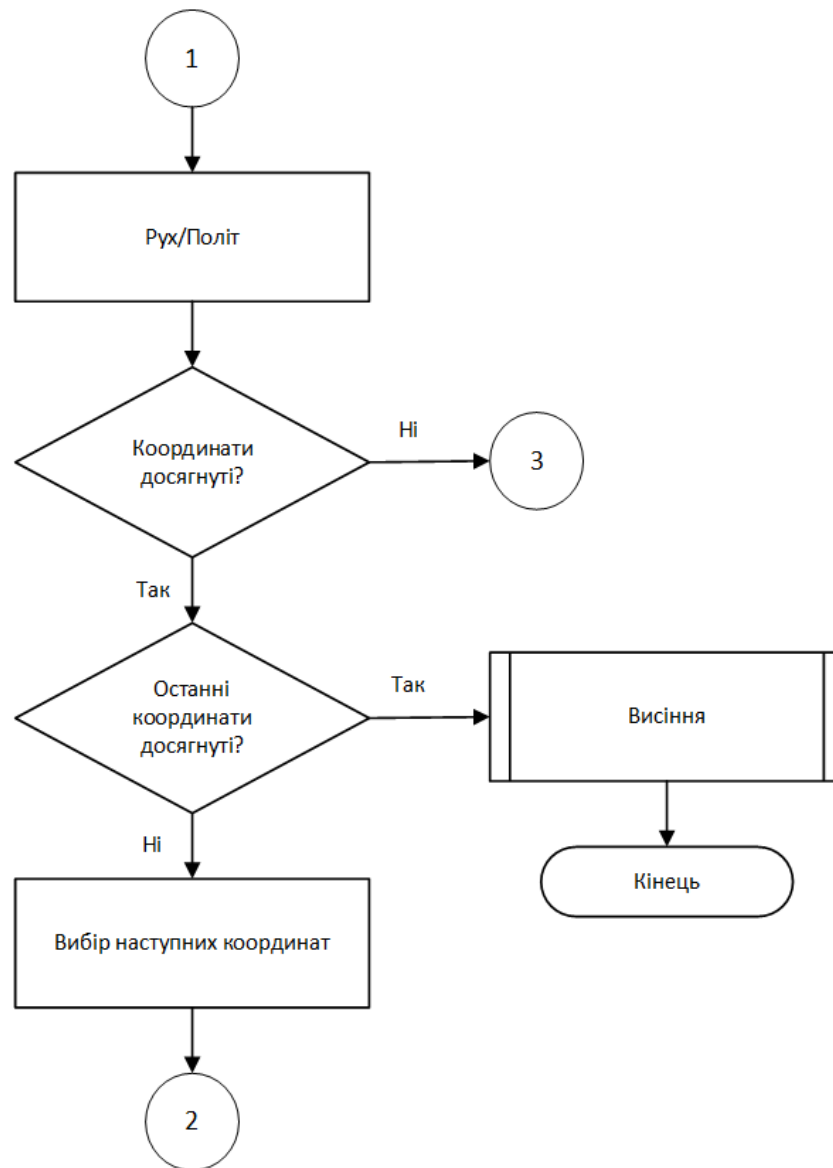 1
Рух/Політ
Координати
досягнуті?
Ні
3
Так
Останні
координати
досягнуті?
Так
Висіння
Ні
Кінець
Вибір наступних координат
2